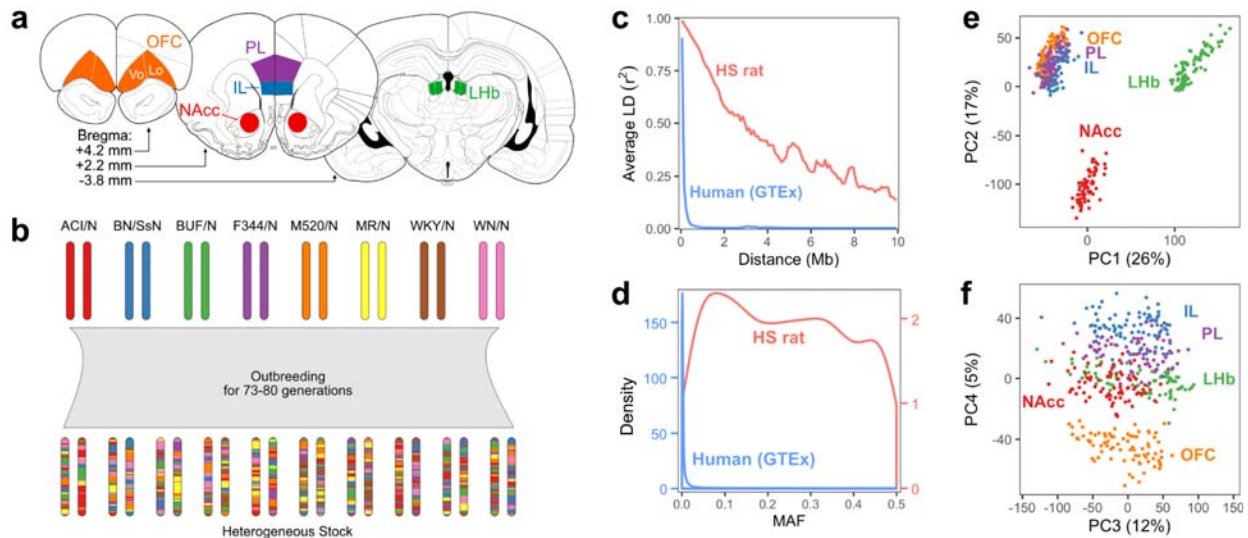 a
OFC
Vo
Lo
PL
IL
NAcc
LHb
Bregma:
+4.2 mm
+2.2 mm
-3.8 mm
b
ACI/N BN/SsN BUF/N F344/N M520/N MR/N WKY/N WN/N
Outbreeding
for 73-80 generations
Heterogeneous Stock
c
Average LD (r²)
1.00
0.75
0.50
0.25
0.00
HS rat
Human (GTEx)
0 2 4 6 8 10
Distance (Mb)
d
Density
150
125
100
75
50
25
0
HS rat
Human (GTEx)
2
1
0
0.0 0.1 0.2 0.3 0.4 0.5
MAF
e
PC2 (17%)
50
0
-50
-100
OFC
PL
IL
LHb
NAcc
0 100
PC1 (26%)
f
PC4 (5%)
40
0
-40
IL
PL
LHb
NAcc
OFC
-150 -100 -50 0 50 100 150
PC3 (12%)